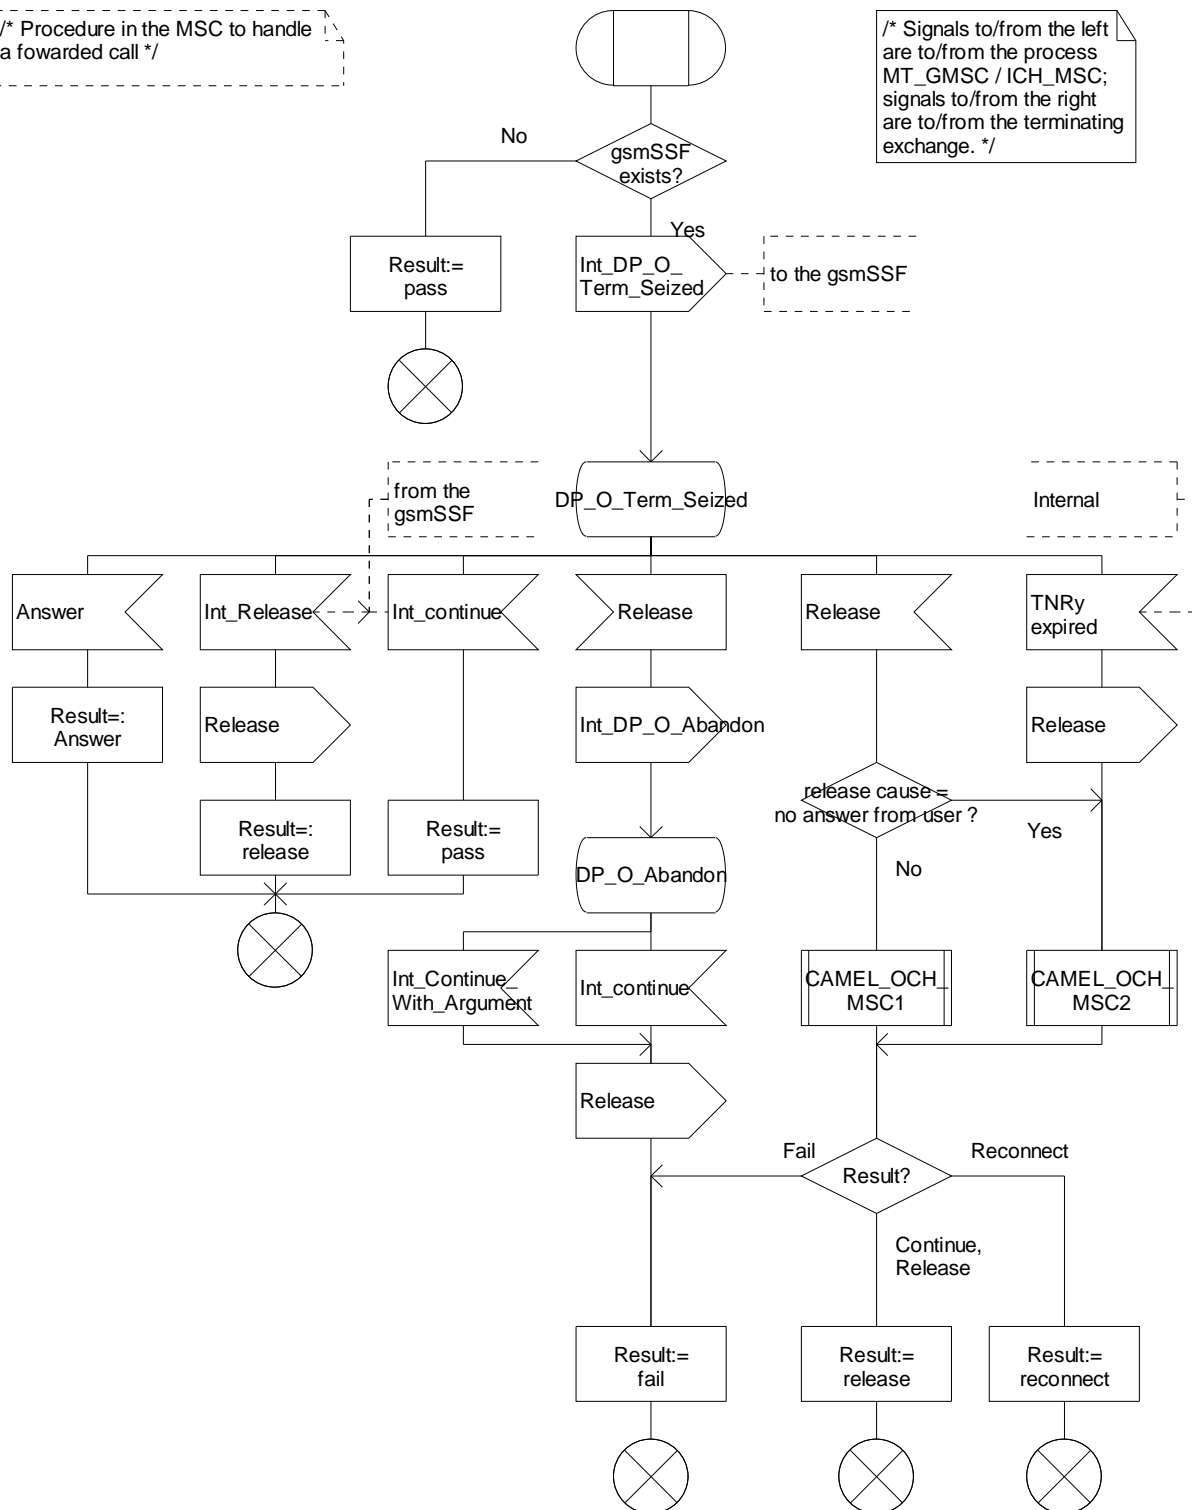 /* Procedure in the MSC to handle
a fowarded call */
/* Signals to/from the left
are to/from the process
MT_GMSC / ICH_MSC;
signals to/from the right
are to/from the terminating
exchange. */
No
gsmSSF
exists?
Yes
Result:=
pass
Int_DP_O_
Term_Seized
to the gsmSSF
from the
gsmSSF
DP_O_Term_Seized
Internal
Answer
Int_Release
Int_continue
Release
Release
TNRy
expired
Result=:
Answer
Release
Int_DP_O_Abandon
Release
release cause =
no answer from user ?
Yes
No
Result=:
release
Result:=
pass
DP_O_Abandon
Int_Continue_
With_Argument
Int_continue
CAMEL_OCH_
MSC1
CAMEL_OCH_
MSC2
Release
Fail
Result?
Reconnect
Continue,
Release
Result:=
fail
Result:=
release
Result:=
reconnect